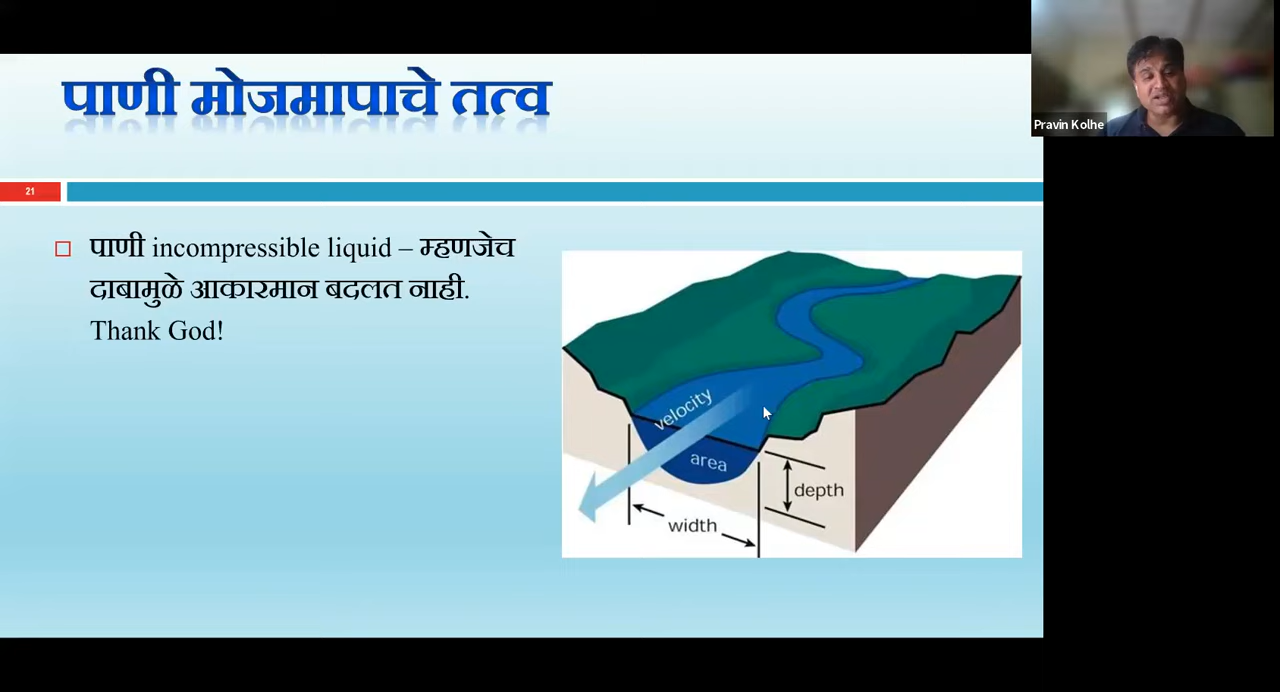 पाणी मोजमापाचे तत्व
Pravin Kolhe
21
पाणी incompressible liquid – म्हणजेच
दाबामुळे आकारमान बदलत नाही.
Thank God!
velocity
area
depth
width